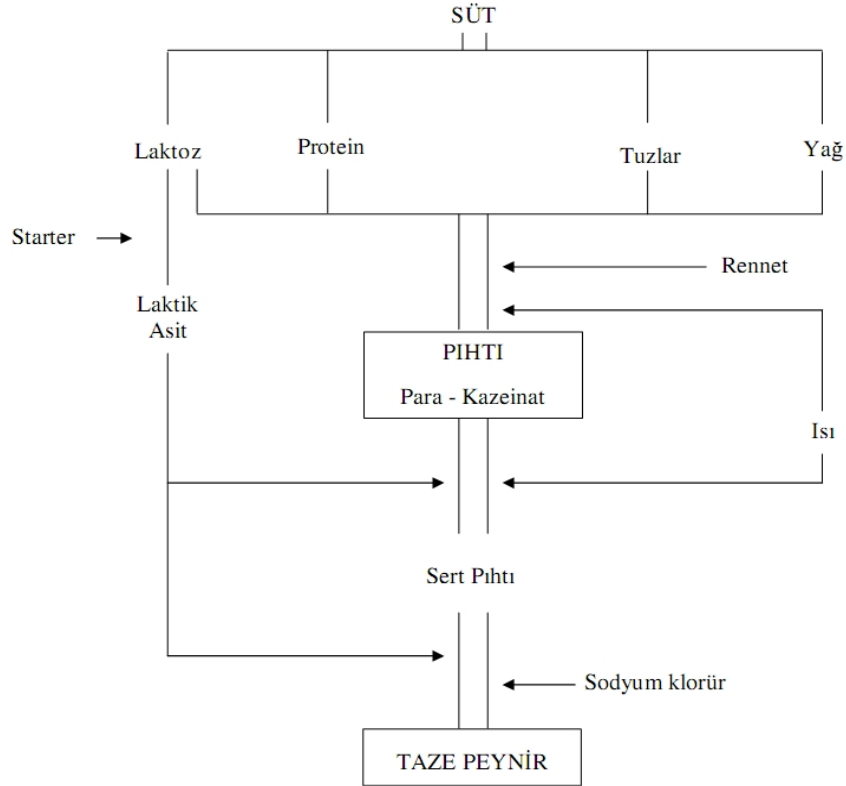 SÜT
Laktoz
Protein
Tuzlar
Yağ
Starter
Rennet
Laktik
Asit
PIHTI
Para - Kazeinat
Isı
Sert Pıhtı
Sodyum klorür
TAZE PEYNİR